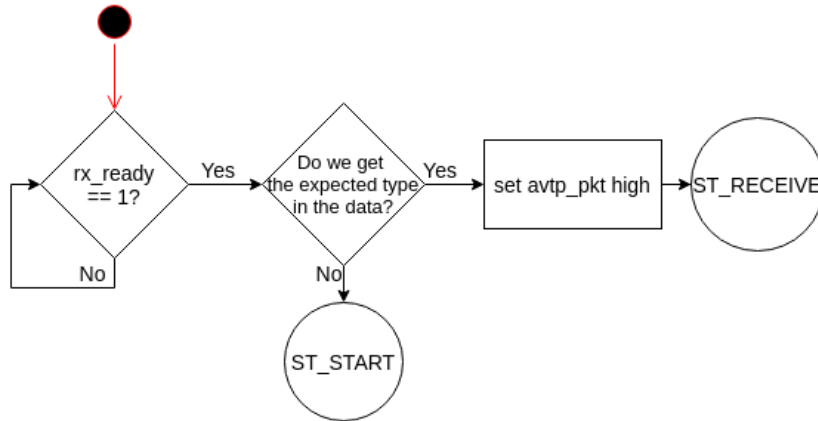 rx_ready
== 1?
Yes
No
Do we get
the expected type
in the data?
Yes
No
set avtp_pkt high
ST_RECEIVE
ST_START